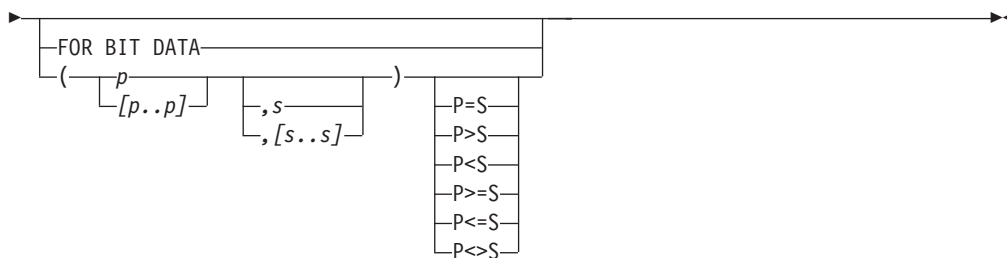 FOR BIT DATA
( p ,s )
[p..p] ,[s..s]
P=S
P>S
P<S
P>=S
P<=S
P<>S